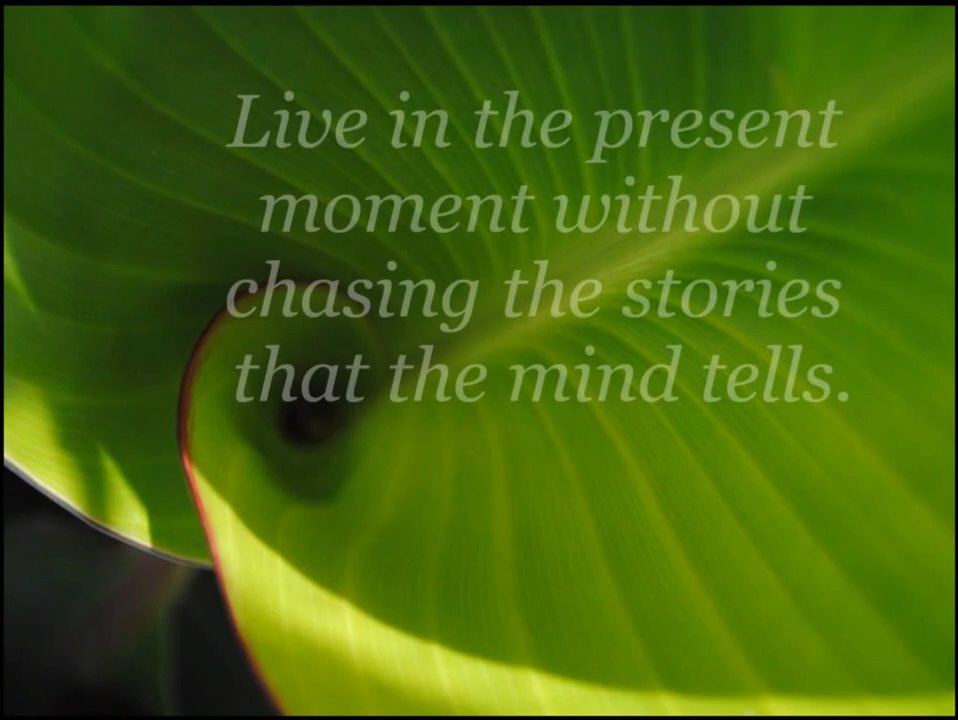 Live in the present
moment without
chasing the stories
that the mind tells.